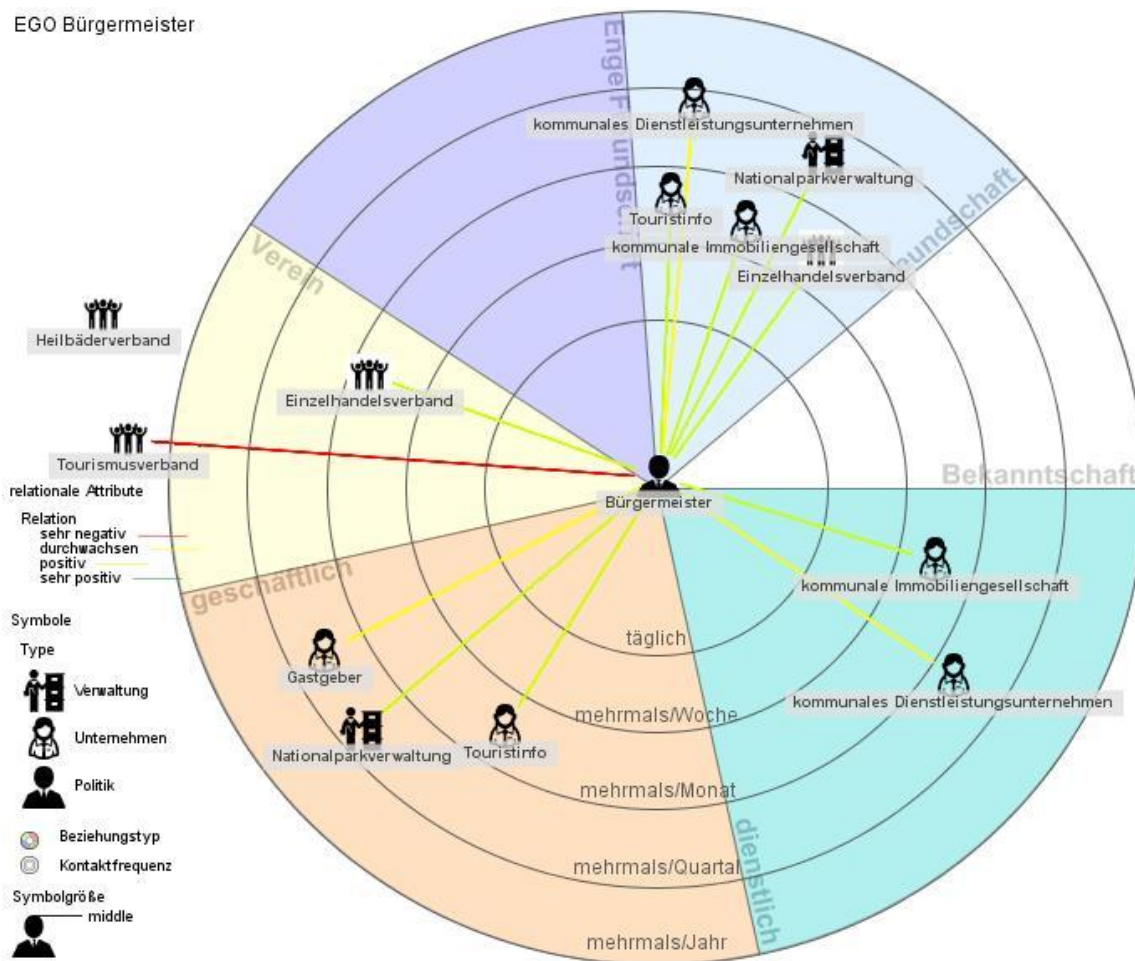 EGO Bürgermeister
Enge Freundschaft
kommunales Dienstleistungsunternehmen
Nationalparkverwaltung
Touristinfo
kommunale Immobiliengesellschaft
Freundschaft
Einzelhandelsverband
Verein
Heilbäderverband
Einzelhandelsverband
Tourismusverband
Bekanntschaft
Bürgermeister
relationale Attribute
Relation
sehr negativ
durchwachsen
positiv
sehr positiv
geschäftlich
kommunale Immobiliengesellschaft
täglich
Symbole
Type
Gastgeber
Verwaltung
kommunales Dienstleistungsunternehmen
mehrmals/Woche
Nationalparkverwaltung
Touristinfo
Unternehmen
Politik
mehrmals/Monat
dienstlich
Beziehungstyp
Kontaktfrequenz
mehrmals/Quartal
Symbolgröße
middle
mehrmals/Jahr